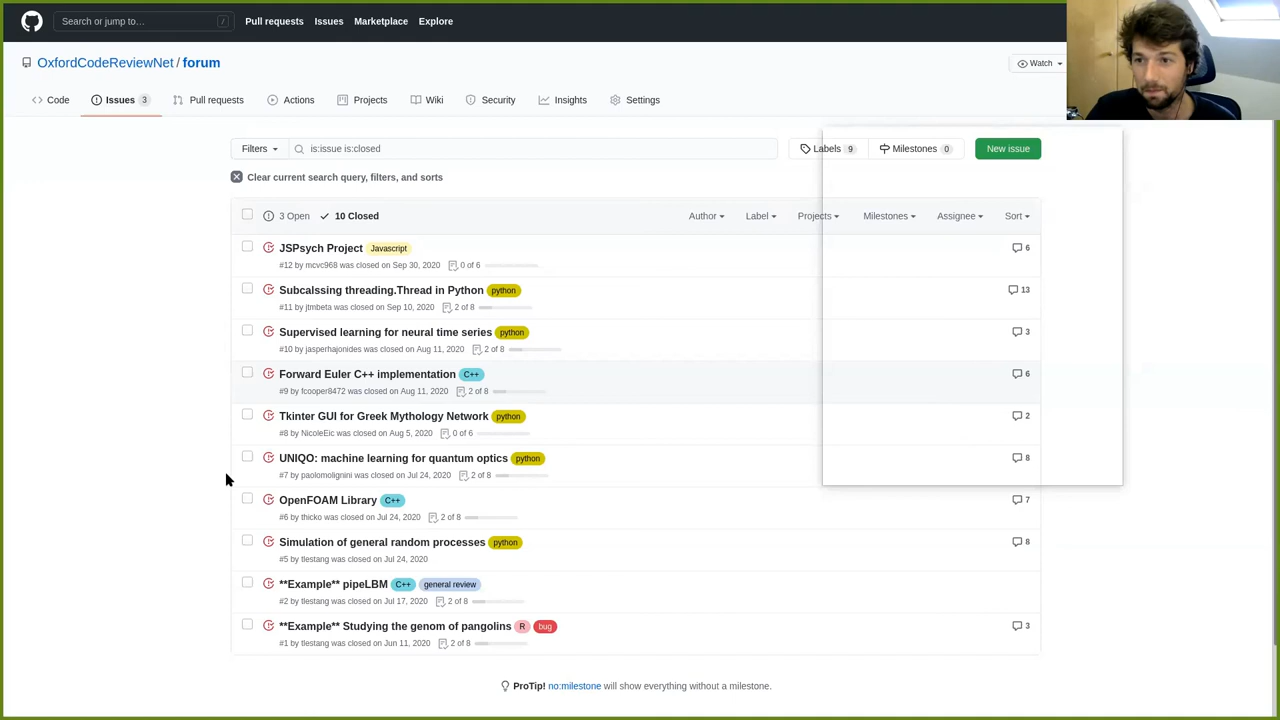 Search or jump to… / Pull requests Issues Marketplace Explore
OxfordCodeReviewNet / forum Watch
Code Issues 3 Pull requests Actions Projects Wiki Security Insights Settings
Filters is:issue is:closed Labels 9 Milestones 0 New issue
Clear current search query, filters, and sorts
3 Open 10 Closed Author Label Projects Milestones Assignee Sort
JSPsych Project Javascript 6
#12 by mcvc968 was closed on Sep 30, 2020 0 of 6
Subcalssing threading.Thread in Python python 13
#11 by jtmbeta was closed on Sep 10, 2020 2 of 8
Supervised learning for neural time series python 3
#10 by jasperhajonides was closed on Aug 11, 2020 2 of 8
Forward Euler C++ implementation C++ 6
#9 by fcooper8472 was closed on Aug 11, 2020 2 of 8
Tkinter GUI for Greek Mythology Network python 2
#8 by NicoleEic was closed on Aug 5, 2020 0 of 6
UNIQO: machine learning for quantum optics python 8
#7 by paolomolignini was closed on Jul 24, 2020 2 of 8
OpenFOAM Library C++ 7
#6 by thicko was closed on Jul 24, 2020 2 of 8
Simulation of general random processes python 8
#5 by tlestang was closed on Jul 24, 2020
**Example** pipeLBM C++ general review
#2 by tlestang was closed on Jul 17, 2020 2 of 8
**Example** Studying the genom of pangolins R bug 3
#1 by tlestang was closed on Jun 11, 2020 2 of 8
ProTip! no:milestone will show everything without a milestone.